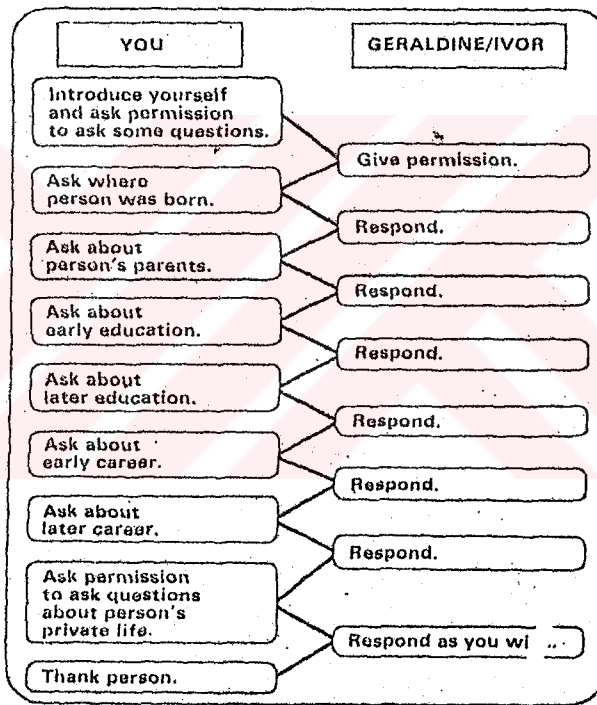 YOU
GERALDINE/IVOR
Introduce yourself
and ask permission
to ask some questions.
Give permission.
Ask where
person was born.
Respond.
Ask about
person's parents.
Respond.
Ask about
early education.
Respond.
Ask about
later education.
Respond.
Ask about
early career.
Respond.
Ask about
later career.
Respond.
Ask permission
to ask questions
about person's
private life.
Respond as you
Thank person.